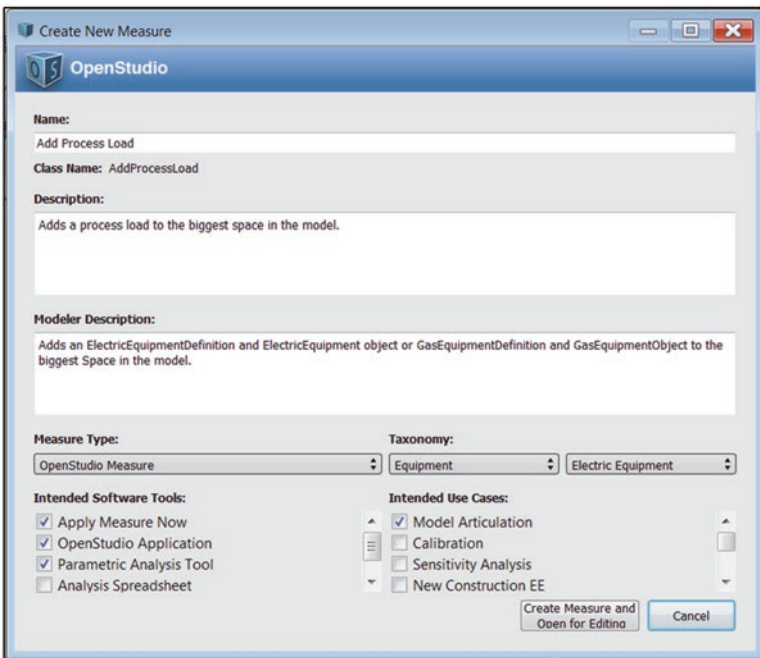 Create New Measure
OS OpenStudio
Name:
Add Process Load
Class Name: AddProcessLoad
Description:
Adds a process load to the biggest space in the model.
Modeler Description:
Adds an ElectricEquipmentDefinition and ElectricEquipment object or GasEquipmentDefinition and GasEquipmentObject to the
biggest Space in the model.
Measure Type:
Taxonomy:
OpenStudio Measure
Equipment
Electric Equipment
Intended Software Tools:
Intended Use Cases:
Apply Measure Now
OpenStudio Application
Parametric Analysis Tool
Analysis Spreadsheet
Model Articulation
Calibration
Sensitivity Analysis
New Construction EE
Create Measure and
Open for Editing
Cancel